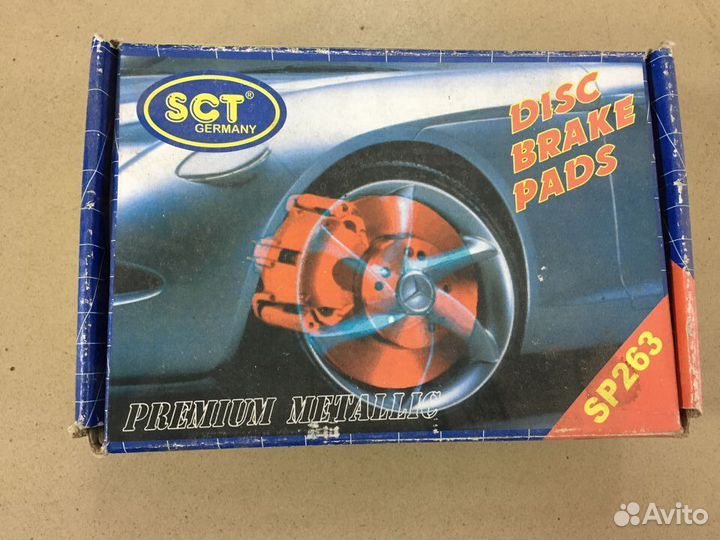 SCT®
GERMANY
DISC
BRAKE
PADS
PREMIUM METALLIC
SP263
Avito